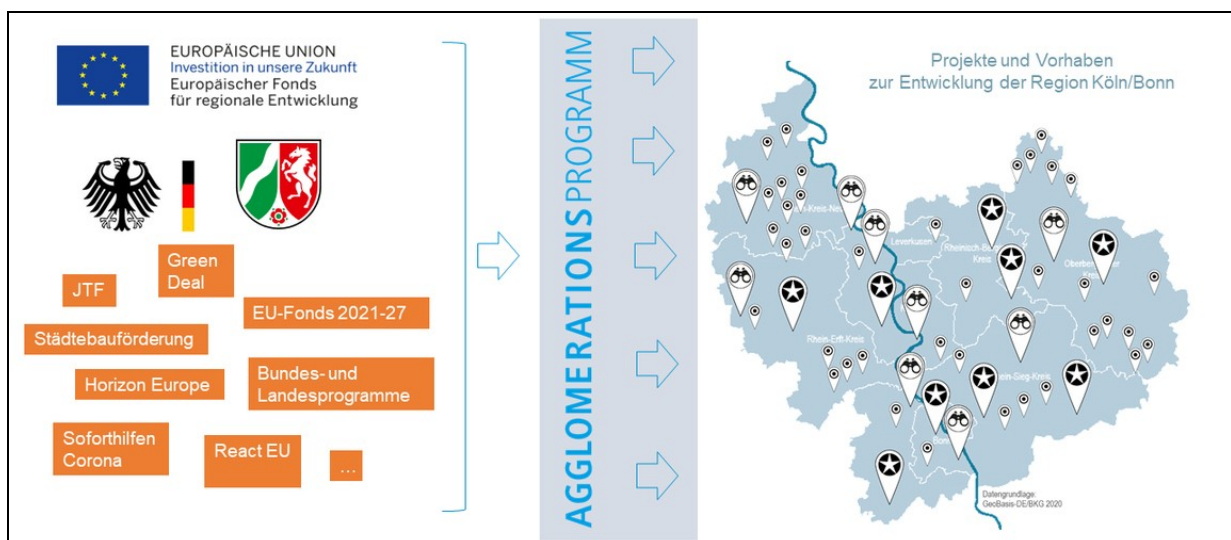 EUROPÄISCHE UNION
Investition in unsere Zukunft
Europäischer Fonds
für regionale Entwicklung
JTF
Green
Deal
EU-Fonds 2021-27
Städtebauförderung
Horizon Europe
Bundes- und
Landesprogramme
Soforthilfen
Corona
React EU
...
AGGLOMERATIONSPROGRAMM
Projekte und Vorhaben
zur Entwicklung der Region Köln/Bonn
Leverkusen
Kreis
Rhein-Erft-Kreis
Datengrundlage:
GeoBasis-DE/BKG 2020